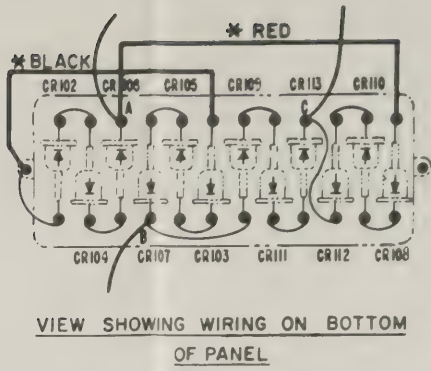 * RED
* BLACK
CR102 CR106 CR105 CR109 CR113 CR110
A C
B
CR104 CR107 CR103 CR111 CR112 CR108
VIEW SHOWING WIRING ON BOTTOM
OF PANEL